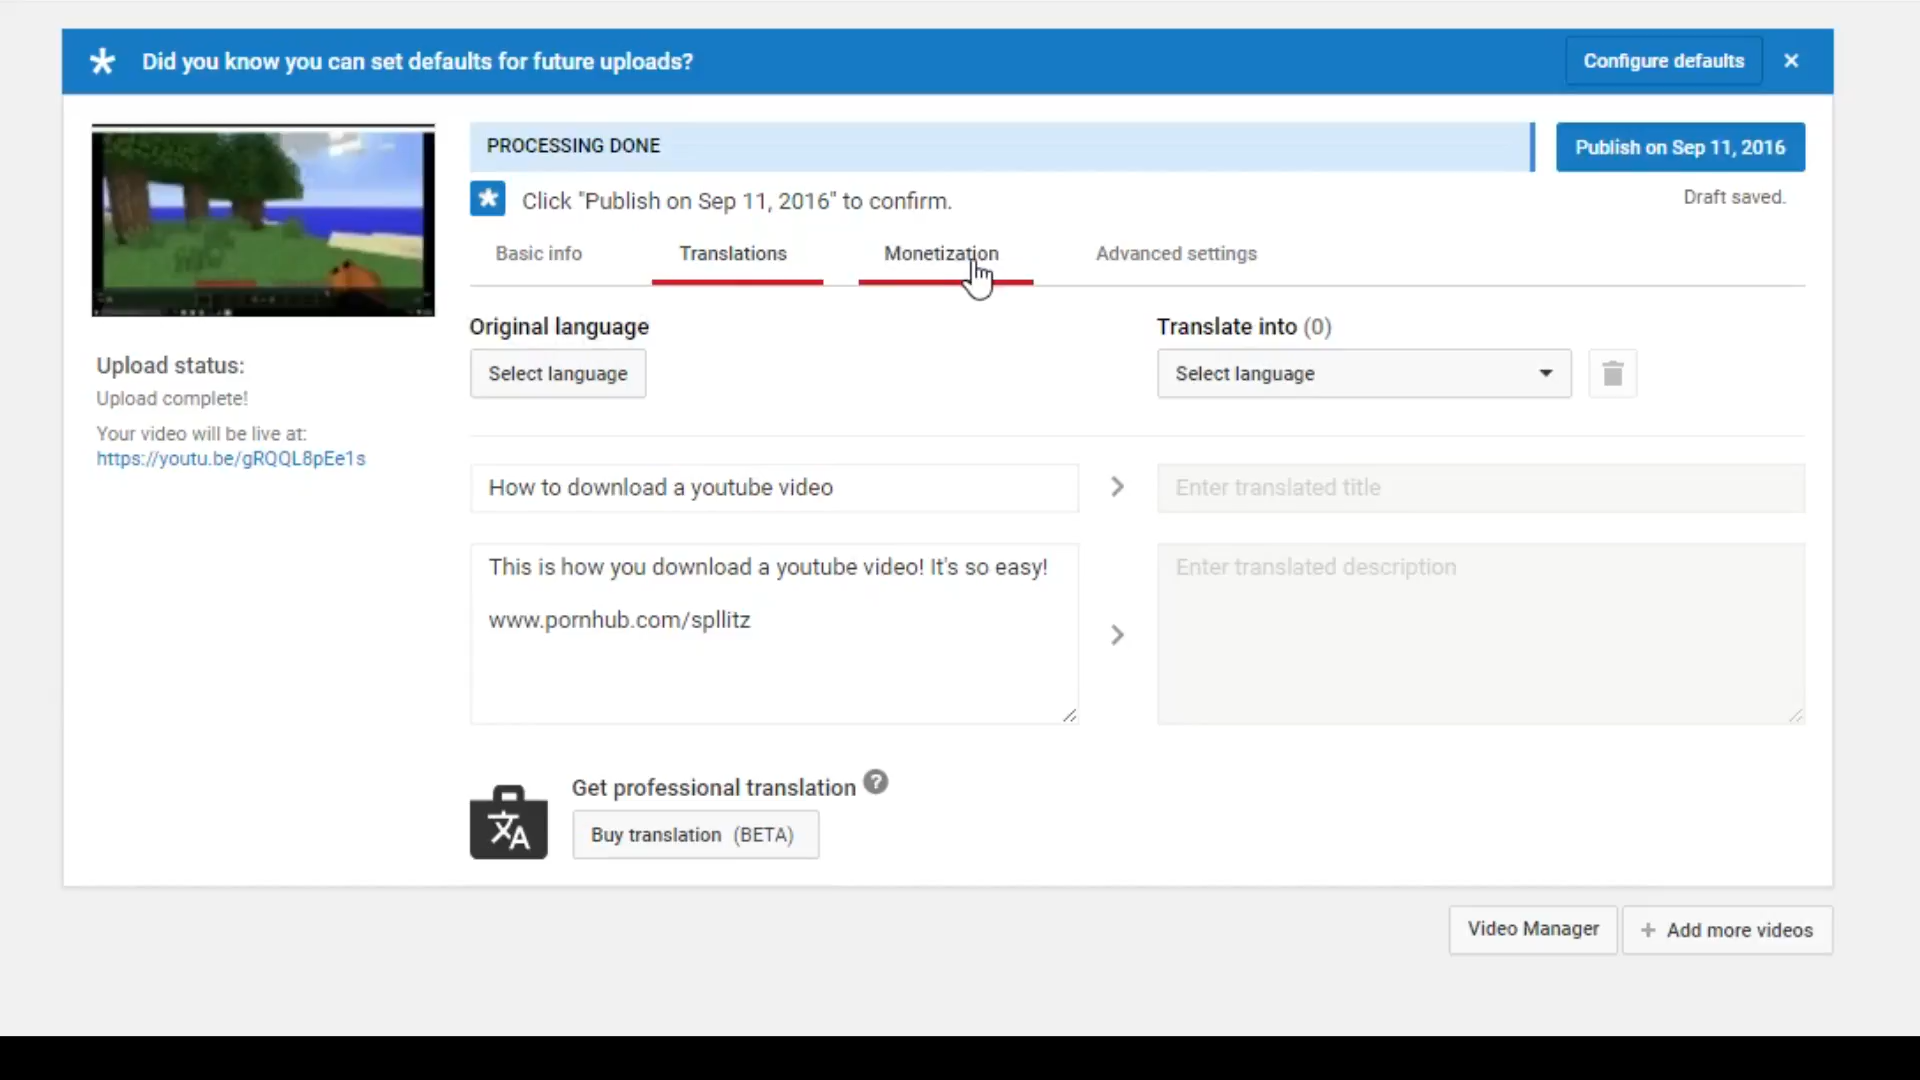 Did you know you can set defaults for future uploads?
Configure defaults
×
PROCESSING DONE
Publish on Sep 11, 2016
Click "Publish on Sep 11, 2016" to confirm.
Draft saved.
Basic info
Translations
Monetization
Advanced settings
Original language
Translate into (0)
Select language
Select language
Upload status:
Upload complete!
Your video will be live at:
https://youtu.be/gRQQL8pEe1s
How to download a youtube video
Enter translated title
This is how you download a youtube video! It's so easy!
www.pornhub.com/spllitz
Enter translated description
Get professional translation ?
Buy translation (BETA)
Video Manager
+ Add more videos